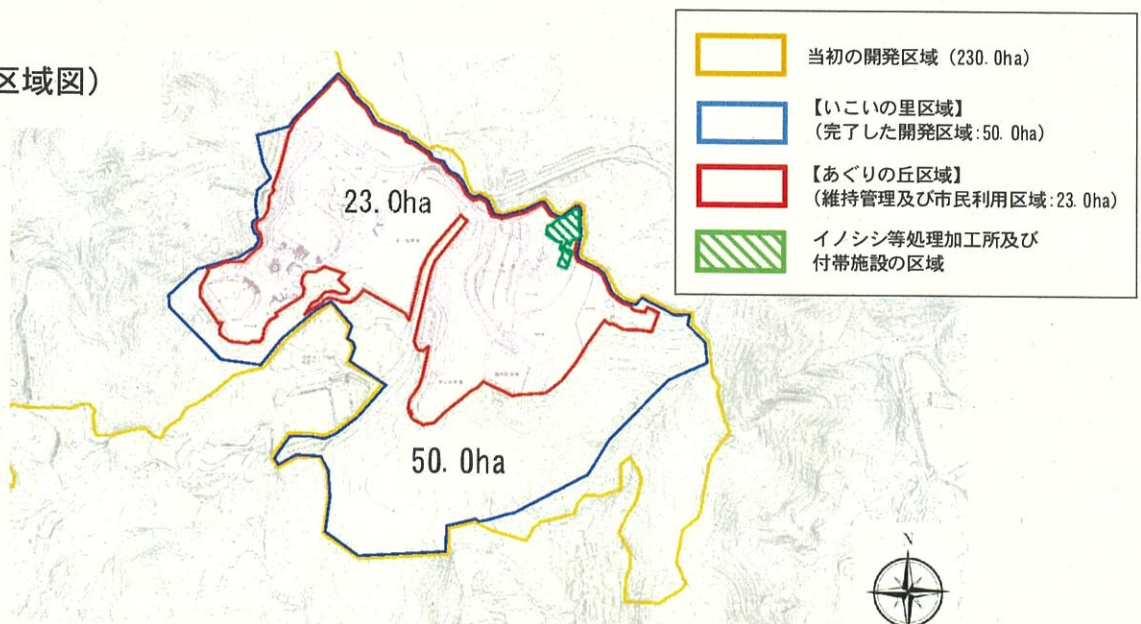 区域図)
当初の開発区域 (230.0ha)
【いこいの里区域】
(完了した開発区域:50.0ha)
【あぐりの丘区域】
(維持管理及び市民利用区域:23.0ha)
イノシシ等処理加工所及び
付帯施設の区域
23.0ha
50.0ha
N